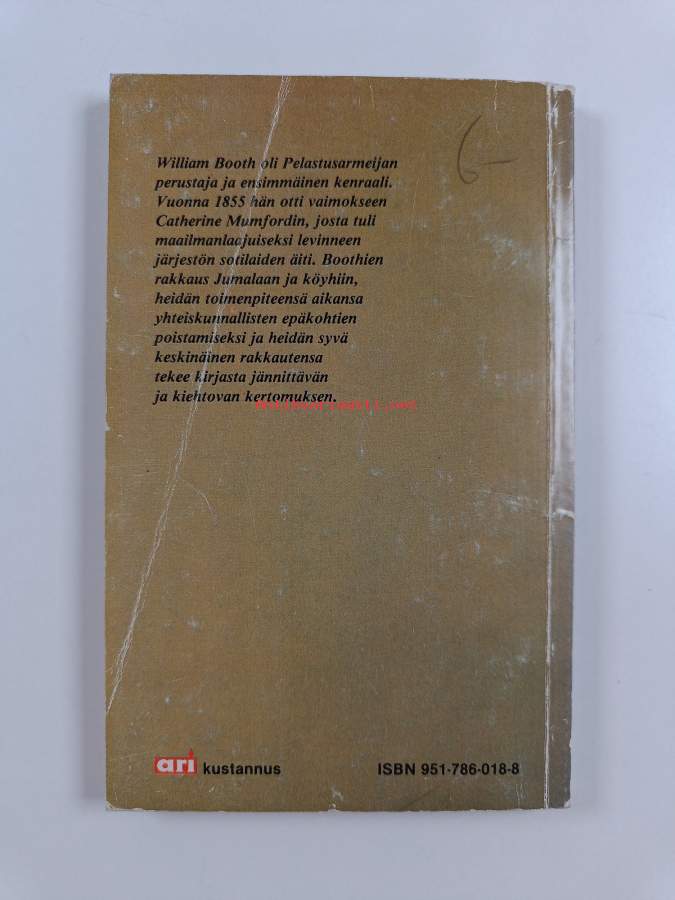 6–
William Booth oli Pelastusarmeijan
perustaja ja ensimmäinen kenraali.
Vuonna 1855 hän otti vaimokseen
Catherine Mumfordin, josta tuli
maailmanlaajuiseksi levinneen
järjestön sotilaiden äiti. Boothien
rakkaus Jumalaan ja köyhiin,
heidän toimenpiteensä aikansa
yhteiskunnallisten epäkohtien
poistamiseksi ja heidän syvä
keskinäinen rakkautensa
tekee kirjasta jännittävän
ja kiehtovan kertomuksen.
ari kustannus
ISBN 951-786-018-8